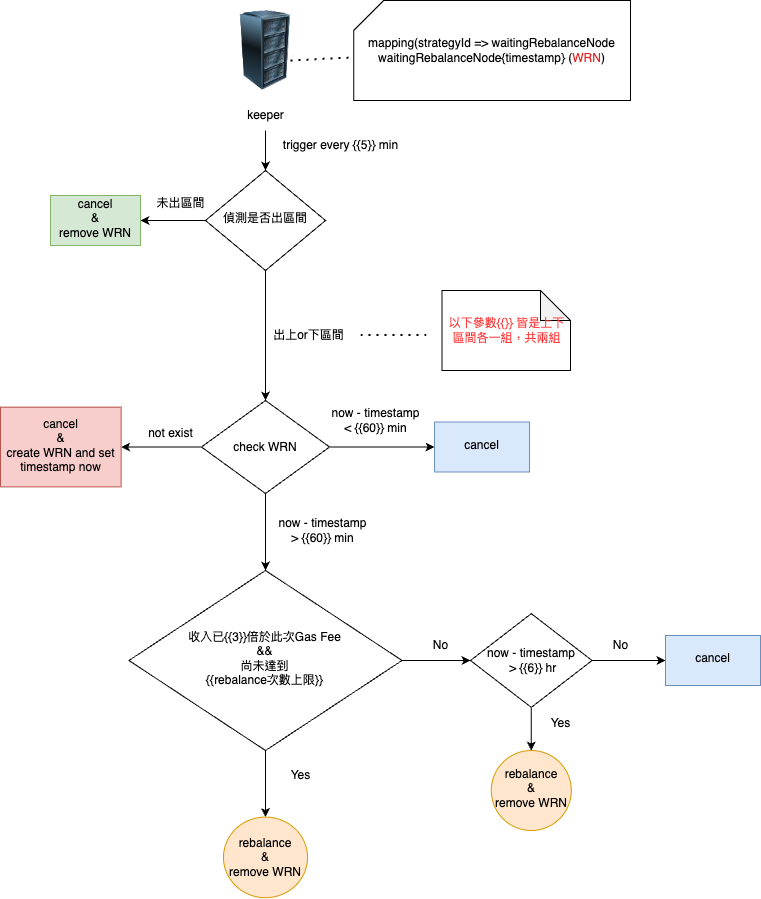 mapping(strategyId => waitingRebalanceNode
waitingRebalanceNode{timestamp} (WRN)
keeper
trigger every {{5}} min
未出區間
cancel
&
remove WRN
偵測是否出區間
出上or下區間
以下參數{{}} 皆是上下
區間各一組，共兩組
cancel
&
create WRN and set
timestamp now
not exist
check WRN
now - timestamp
< {{60}} min
cancel
now - timestamp
> {{60}} min
收入已{{3}}倍於此次Gas Fee
&&
尚未達到
{{rebalance次數上限}}
No
now - timestamp
> {{6}} hr
No
cancel
Yes
rebalance
&
remove WRN
Yes
rebalance
&
remove WRN